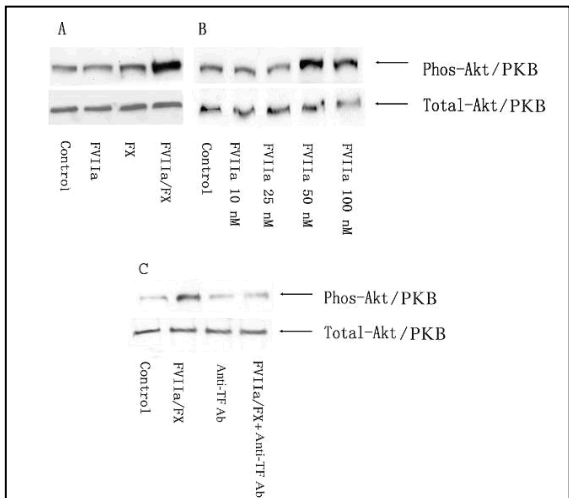 A
B
Phos-Akt/PKB
Total-Akt/PKB
Control
FVIIa
FX
FVIIa/FX
Control
FVIIa 10 nM
FVIIa 25 nM
FVIIa 50 nM
FVIIa 100 nM
C
Phos-Akt/PKB
Total-Akt/PKB
Control
FVIIa/FX
Anti-TF Ab
FVIIa/FX+Anti-TF Ab